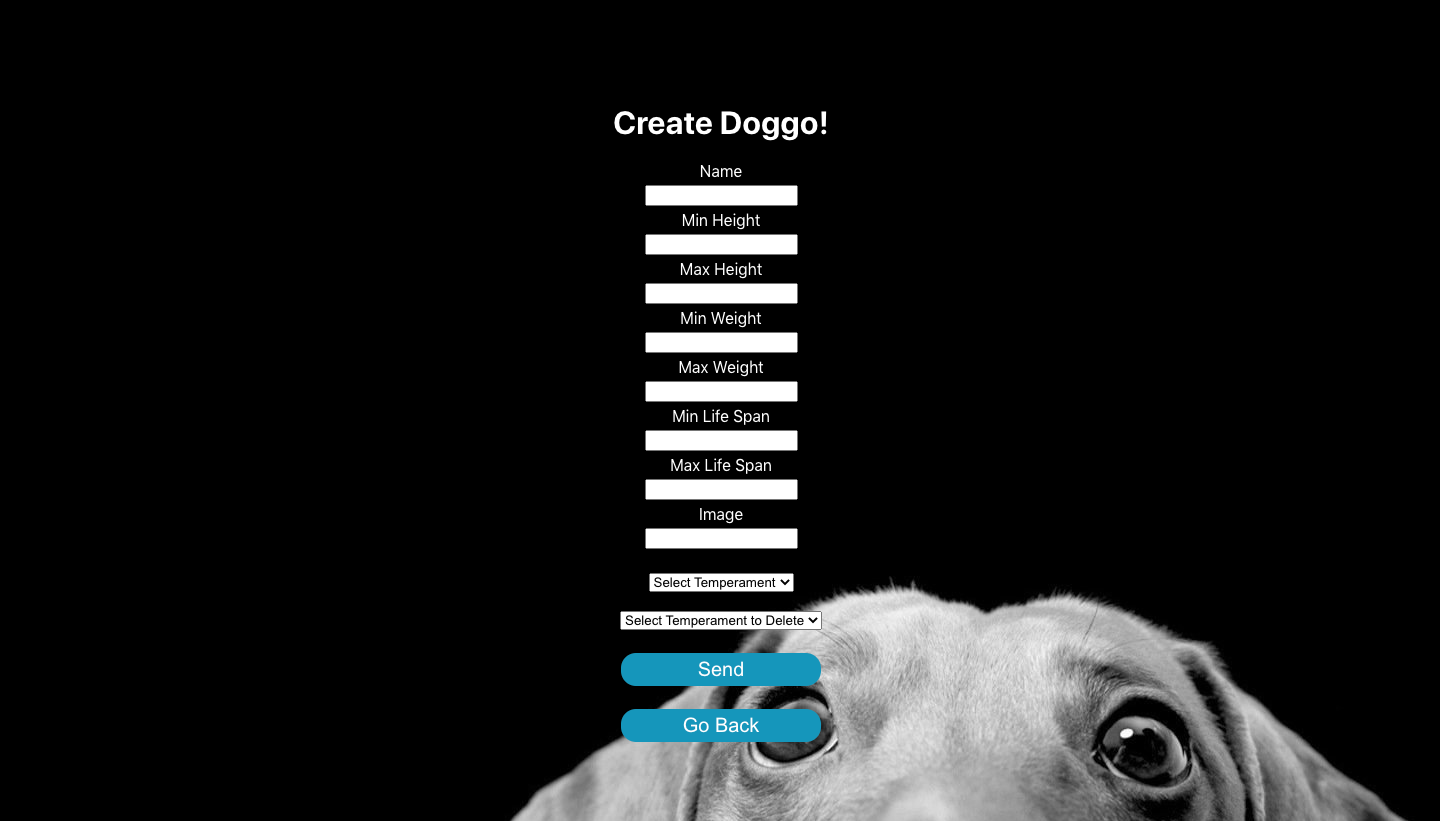 Create Doggo!
Name
Min Height
Max Height
Min Weight
Max Weight
Min Life Span
Max Life Span
Image
Select Temperament
Select Temperament to Delete
Send
Go Back